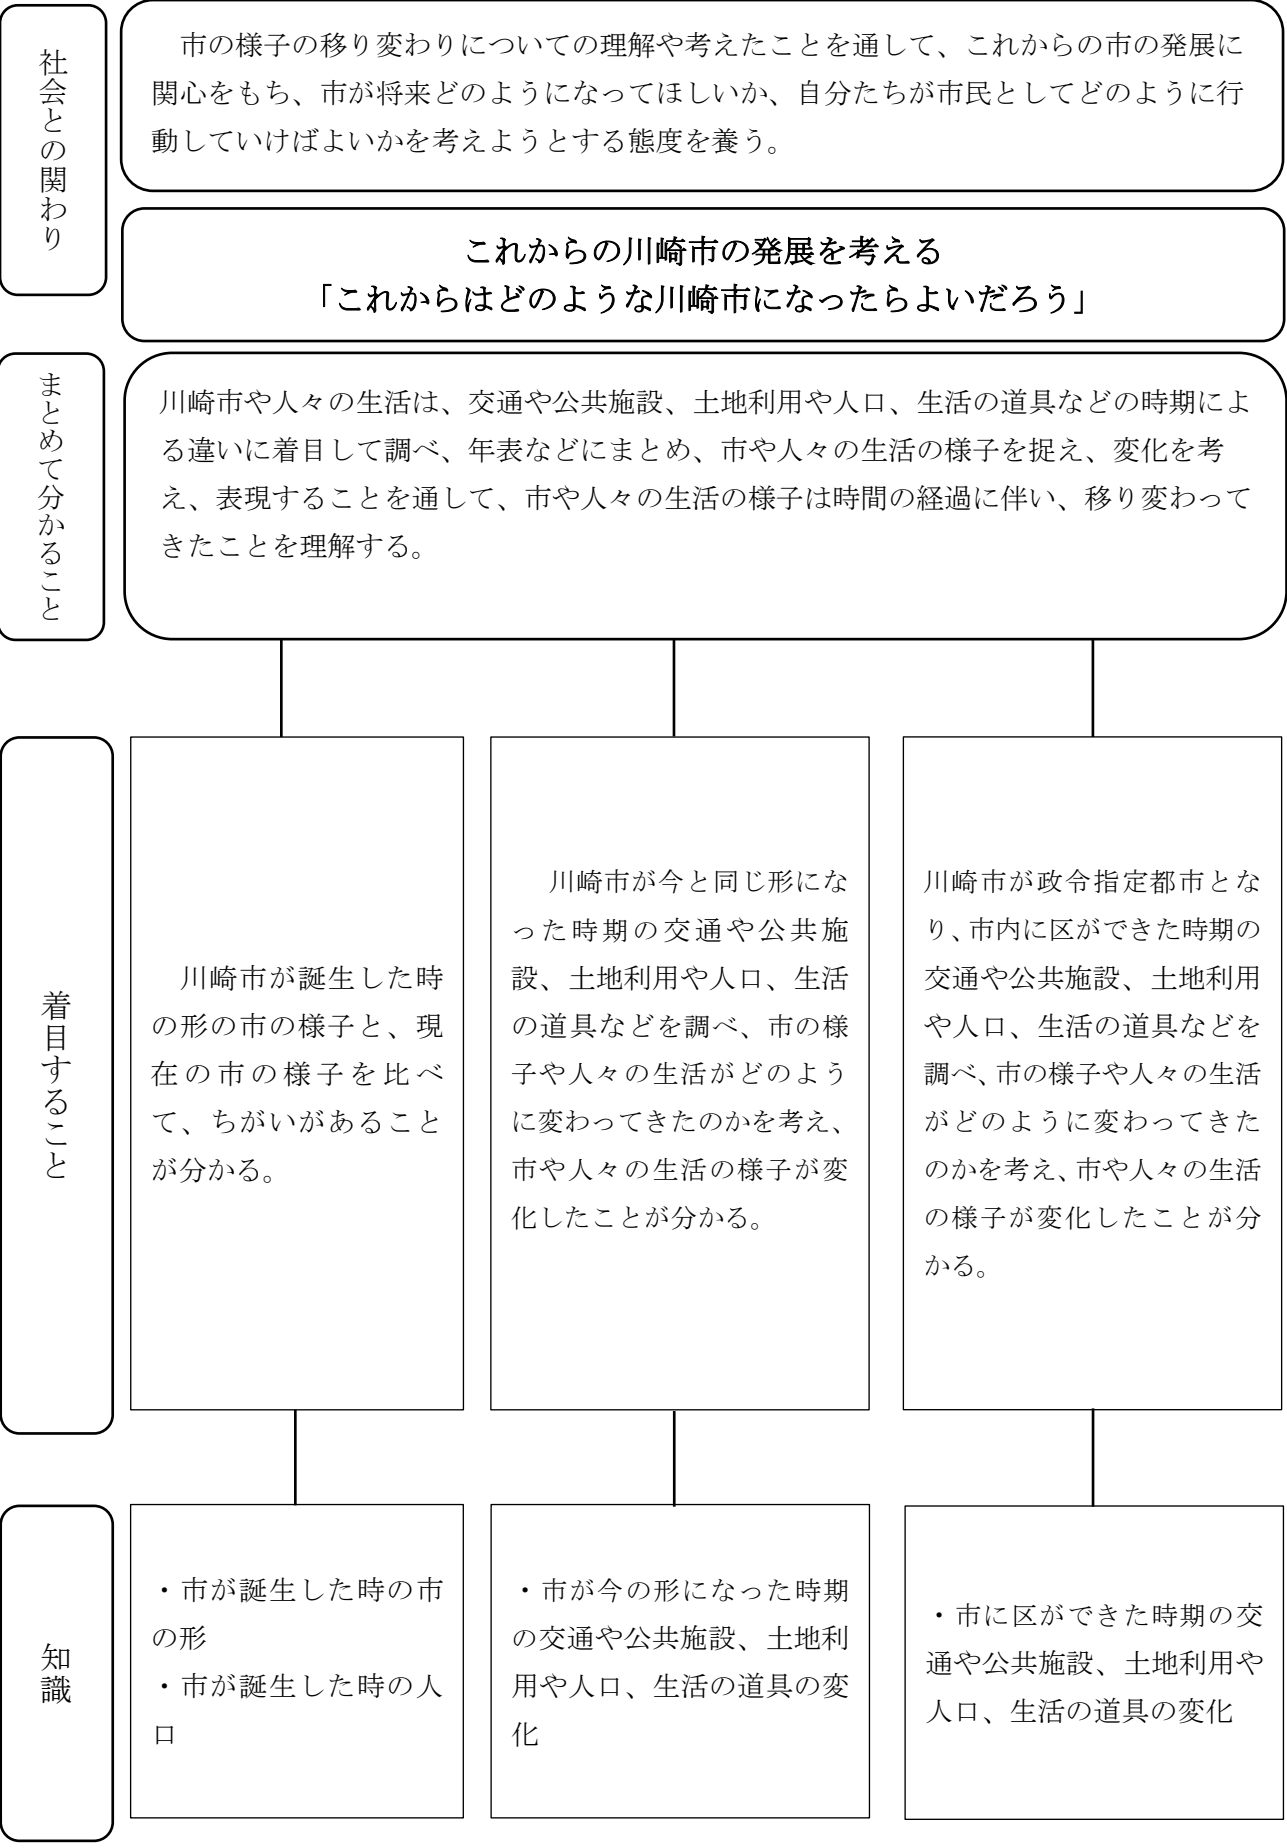 社会との関わり
市の様子の移り変わりについての理解や考えたことを通して、これからの市の発展に
関心をもち、市が将来どのようになってほしいか、自分たちが市民としてどのように行
動していけばよいかを考えようとする態度を養う。
これからの川崎市の発展を考える
「これからはどのような川崎市になったらよいだろう」
まとめて分かること
川崎市や人々の生活は、交通や公共施設、土地利用や人口、生活の道具などの時期によ
る違いに着目して調べ、年表などにまとめ、市や人々の生活の様子を捉え、変化を考
え、表現することを通して、市や人々の生活の様子は時間の経過に伴い、移り変わって
きたことを理解する。
着目すること
川崎市が誕生した時
の形の市の様子と、現
在の市の様子を比べ
て、ちがいがあること
が分かる。
川崎市が今と同じ形にな
った時期の交通や公共施
設、土地利用や人口、生活
の道具などを調べ、市の様
子や人々の生活がどのよう
に変わってきたのかを考え、
市や人々の生活の様子が変
化したことが分かる。
川崎市が政令指定都市とな
り、市内に区ができた時期の
交通や公共施設、土地利用
や人口、生活の道具などを
調べ、市の様子や人々の生活
がどのように変わってきた
のかを考え、市や人々の生活
の様子が変化したことが分
かる。
知識
・市が誕生した時の市
の形
・市が誕生した時の人
口
・市が今の形になった時期
の交通や公共施設、土地利
用や人口、生活の道具の変
化
・市に区ができた時期の交
通や公共施設、土地利用や
人口、生活の道具の変化